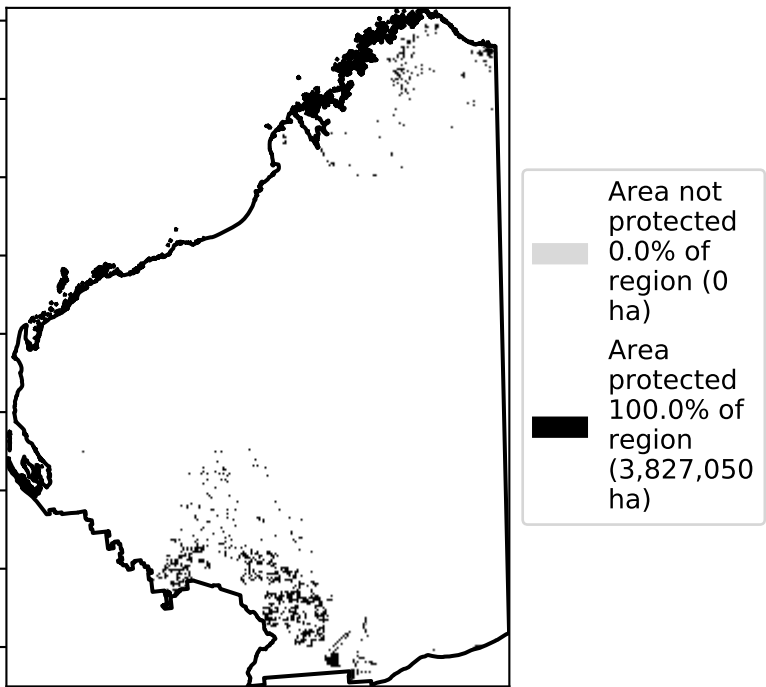 Area not
protected
0.0% of
region (0
ha)
Area
protected
100.0% of
region
(3,827,050
ha)